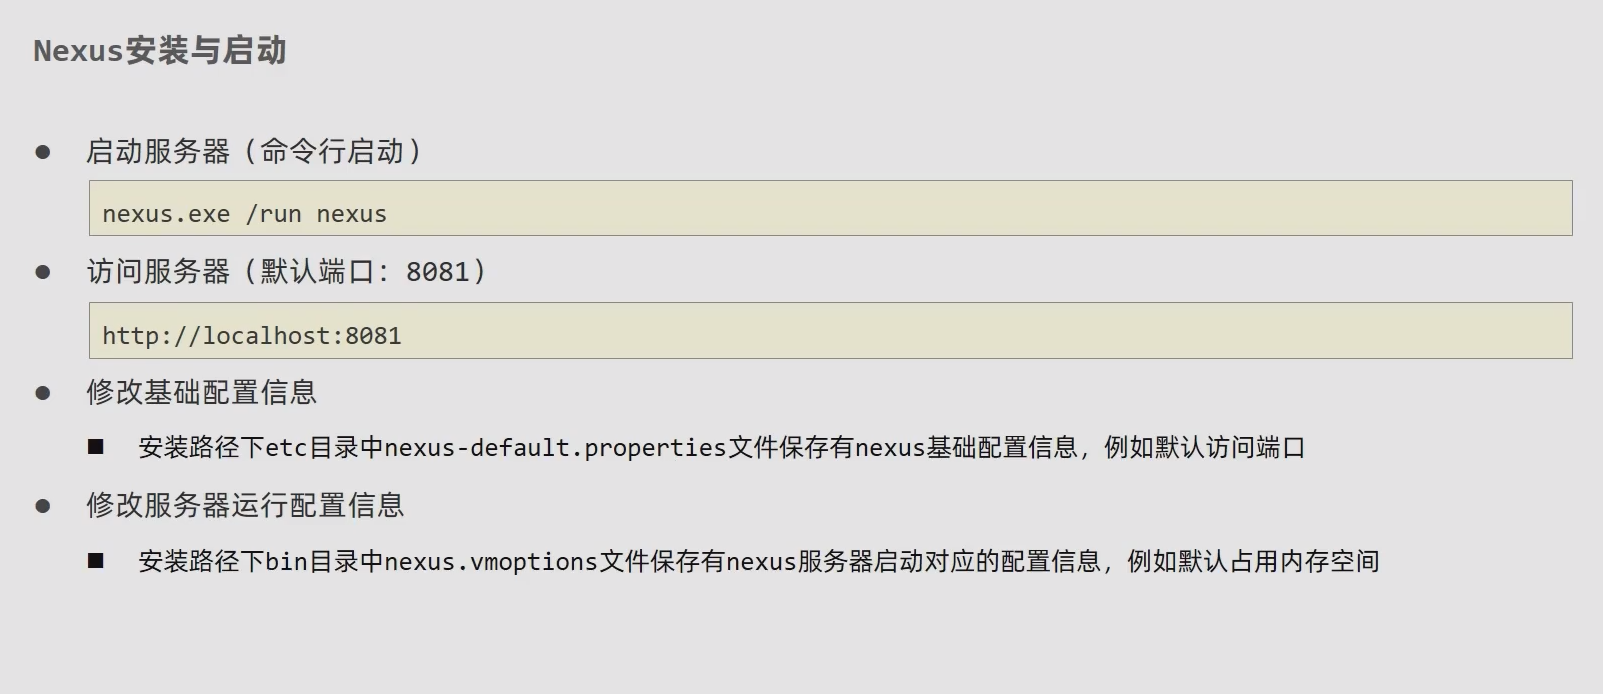 Nexus安装与启动
● 启动服务器（命令行启动）
nexus.exe /run nexus
● 访问服务器（默认端口：8081）
http://localhost:8081
● 修改基础配置信息
■ 安装路径下etc目录中nexus-default.properties文件保存有nexus基础配置信息，例如默认访问端口
● 修改服务器运行配置信息
■ 安装路径下bin目录中nexus.vmoptions文件保存有nexus服务器启动对应的配置信息，例如默认占用内存空间